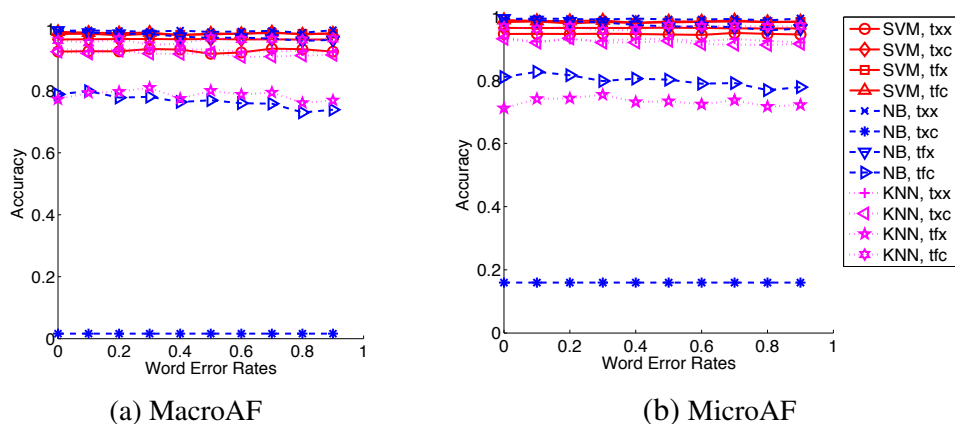 1
0.8
0.6
0.4
0.2
0
Accuracy
0 0.2 0.4 0.6 0.8 1
Word Error Rates
(a) MacroAF
1
0.8
0.6
0.4
0.2
0
Accuracy
0 0.2 0.4 0.6 0.8 1
Word Error Rates
(b) MicroAF
SVM, txx
SVM, txc
SVM, tfx
SVM, tfc
NB, txx
NB, txc
NB, tfx
NB, tfc
KNN, txx
KNN, txc
KNN, tfx
KNN, tfc